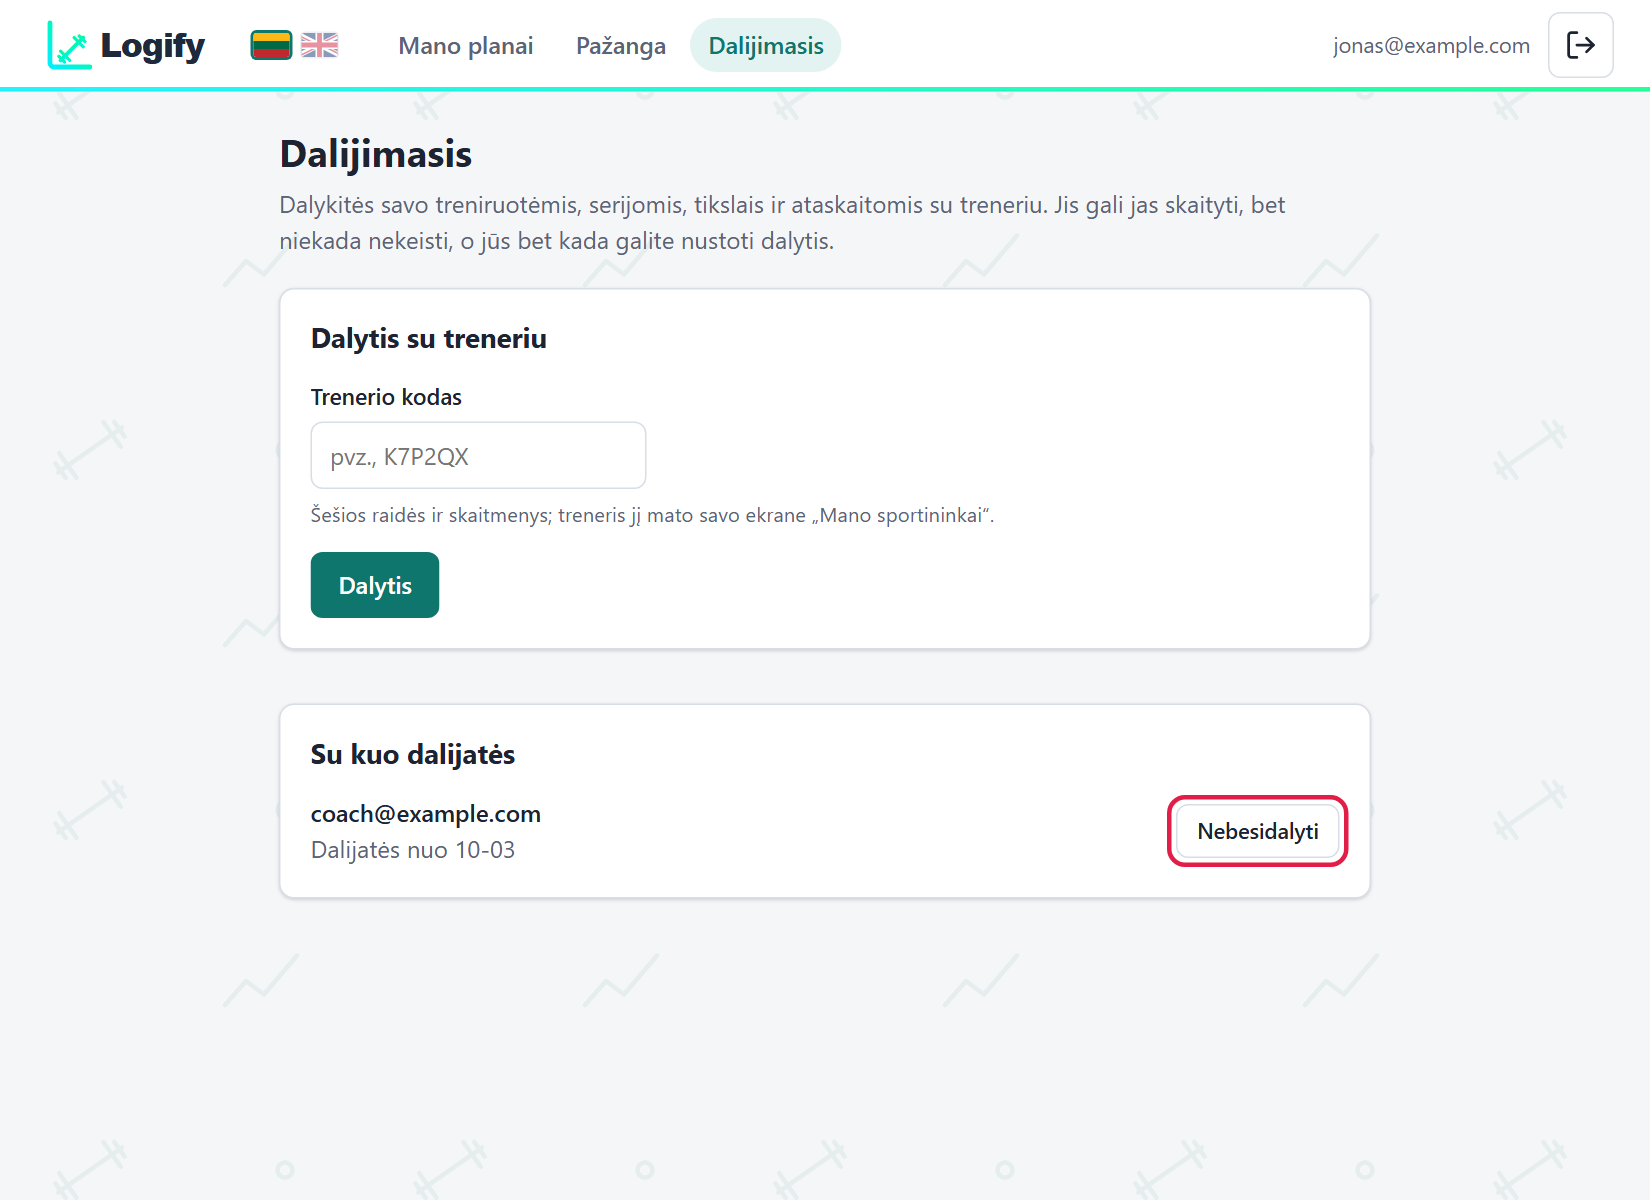 Logify
Mano planai
Pažanga
Dalijimasis
jonas@example.com
Dalijimasis
Dalykitės savo treniruotėmis, serijomis, tikslais ir ataskaitomis su treneriu. Jis gali jas skaityti, bet
niekada nekeisti, o jūs bet kada galite nustoti dalytis.
Dalytis su treneriu
Trenerio kodas
pvz., K7P2QX
Šešios raidės ir skaitmenys; treneris jį mato savo ekrane „Mano sportininkai“.
Dalytis
Su kuo dalijatės
coach@example.com
Dalijatės nuo 10-03
Nebesidalyti